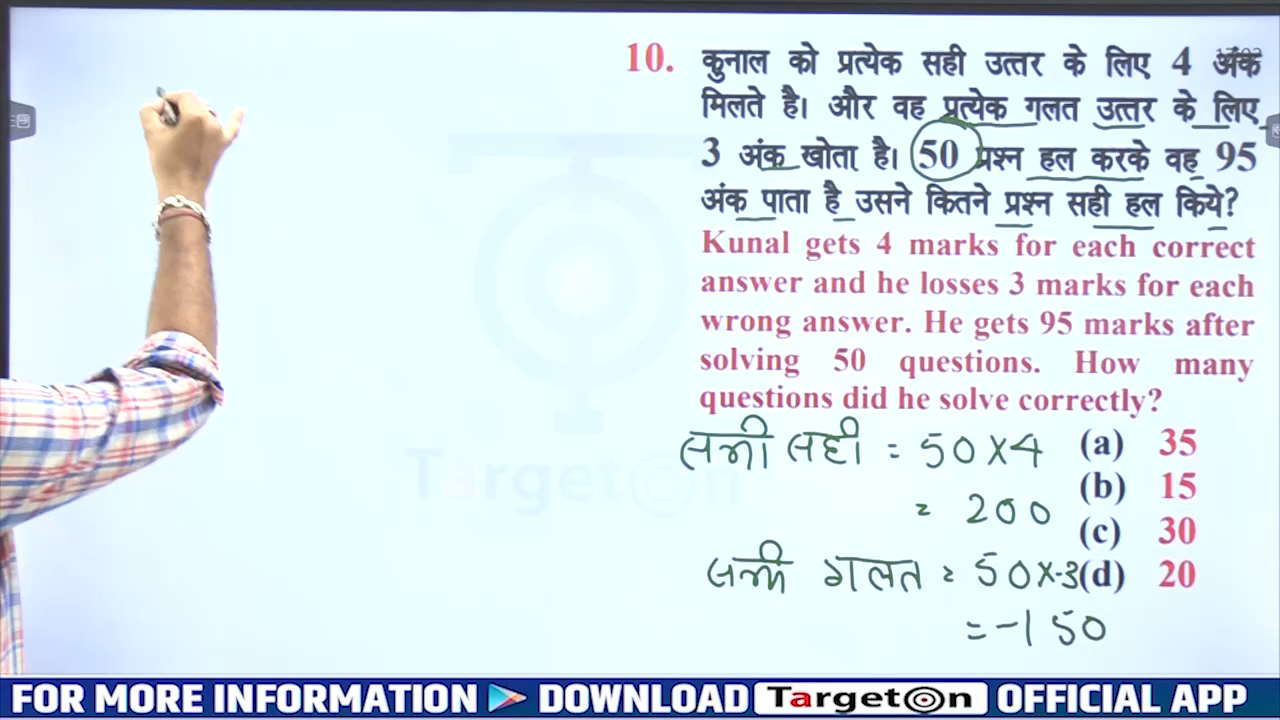 10. कुनाल को प्रत्येक सही उत्तर के लिए 4 अंक
मिलते है। और वह प्रत्येक गलत उत्तर के लिए
3 अंक खोता है। 50 प्रश्न हल करके वह 95
अंक पाता है उसने कितने प्रश्न सही हल किये?
Kunal gets 4 marks for each correct
answer and he losses 3 marks for each
wrong answer. He gets 95 marks after
solving 50 questions. How many
questions did he solve correctly?
(a) 35
(b) 15
(c) 30
(d) 20
सभी सही = 50×4
= 200
सभी गलत = 50×-3
= -150
Target
FOR MORE INFORMATION DOWNLOAD Target On OFFICIAL APP